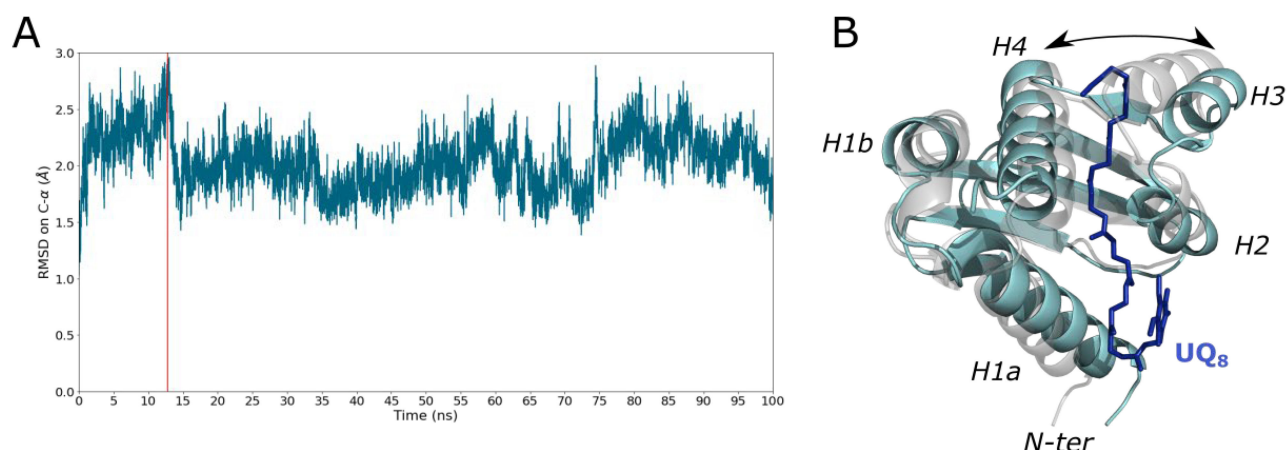 A
RMSD on C-α (Å)
3.0
2.5
2.0
1.5
1.0
0.5
0.0
0 5 10 15 20 25 30 35 40 45 50 55 60 65 70 75 80 85 90 95 100
Time (ns)
B
H4
H3
H1b
H2
UQ₈
H1a
N-ter